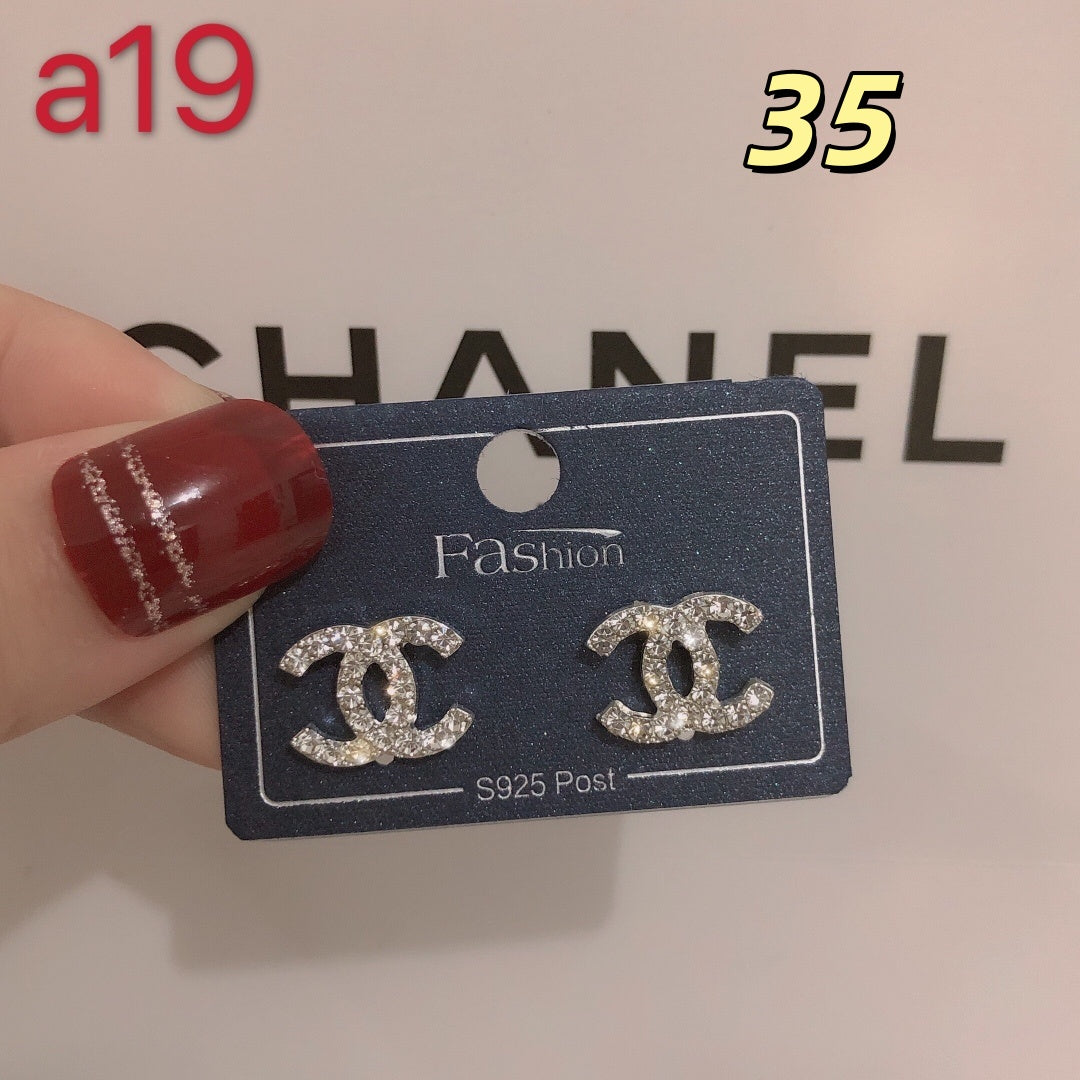 a19
35
CHANEL
Fashion
S925 Post